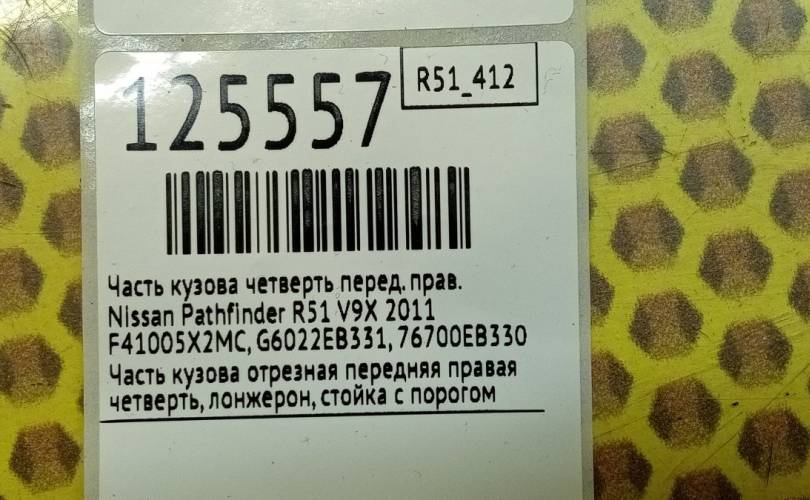 125557
R51_412
Часть кузова четверть перед. прав.
Nissan Pathfinder R51 V9X 2011
F41005X2MC, G6022EB331, 76700EB330
Часть кузова отрезная передняя правая
четверть, лонжерон, стойка с порогом